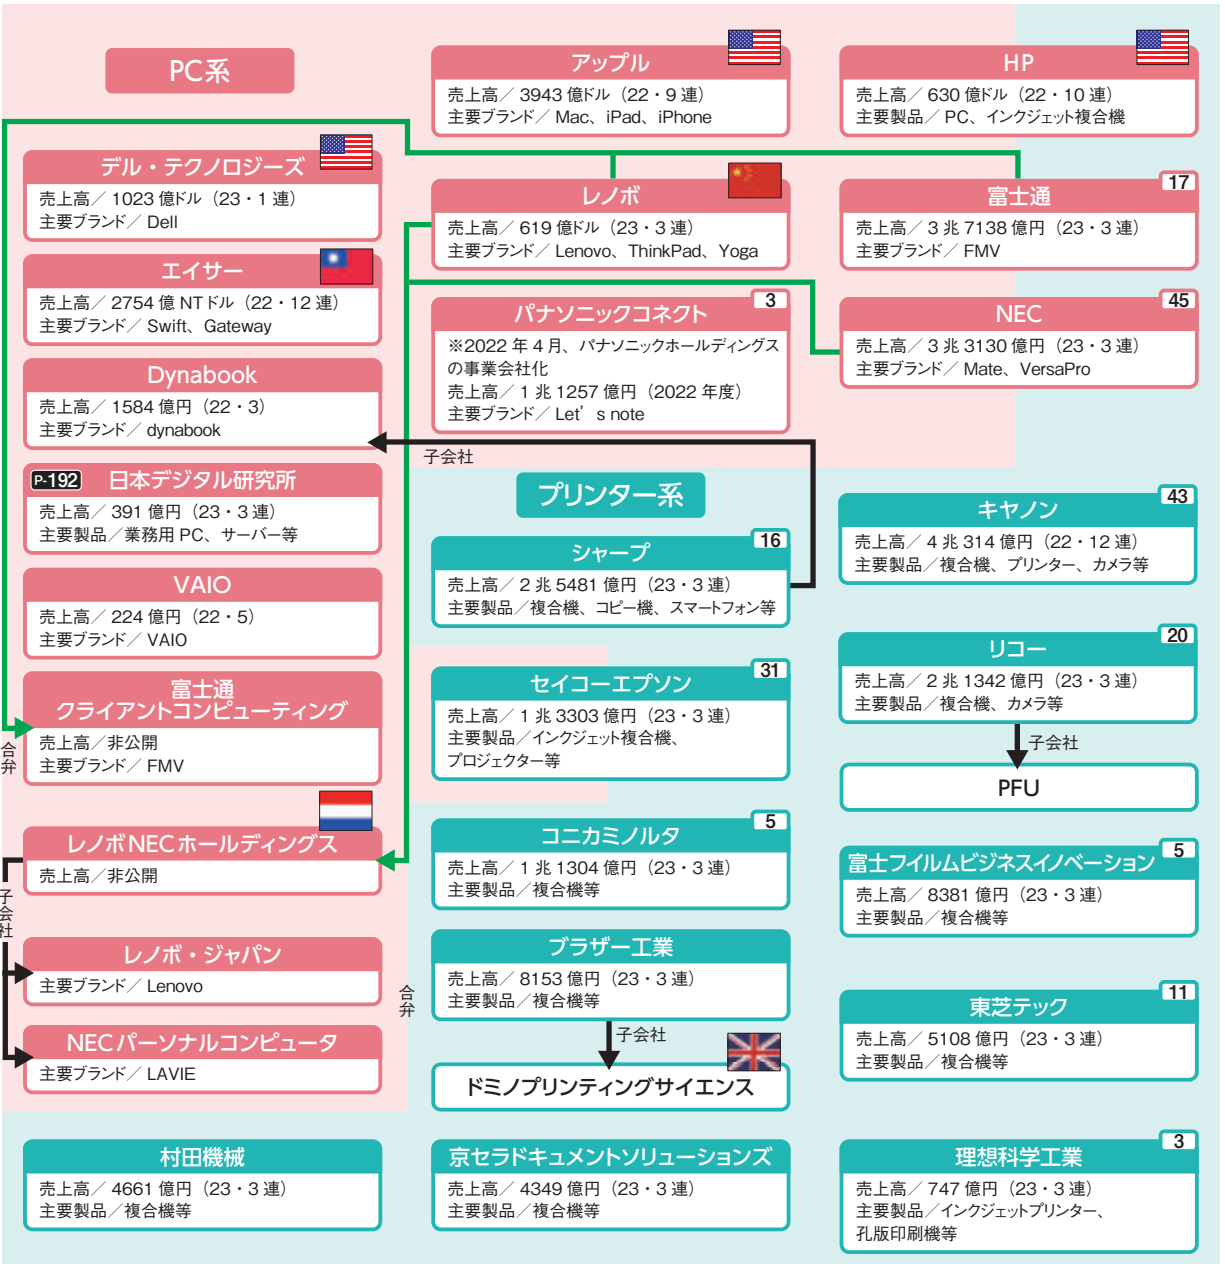 PC系
アップル
売上高／3943億ドル（22・9連）
主要ブランド／Mac、iPad、iPhone
HP
売上高／630億ドル（22・10連）
主要製品／PC、インクジェット複合機
デル・テクノロジーズ
売上高／1023億ドル（23・1連）
主要ブランド／Dell
レノボ
売上高／619億ドル（23・3連）
主要ブランド／Lenovo、ThinkPad、Yoga
17
富士通
売上高／3兆7138億円（23・3連）
主要ブランド／FMV
エイサー
売上高／2754億NTドル（22・12連）
主要ブランド／Swift、Gateway
3
パナソニックコネクト
※2022年4月、パナソニックホールディングス
の事業会社化
売上高／1兆1257億円（2022年度）
主要ブランド／Let's note
45
NEC
売上高／3兆3130億円（23・3連）
主要ブランド／Mate、VersaPro
Dynabook
売上高／1584億円（22・3）
主要ブランド／dynabook
子会社
P-192 日本デジタル研究所
売上高／391億円（23・3連）
主要製品／業務用PC、サーバー等
VAIO
売上高／224億円（22・5）
主要ブランド／VAIO
富士通
クライアントコンピューティング
売上高／非公開
主要ブランド／FMV
合弁
レノボNECホールディングス
売上高／非公開
子会社
レノボ・ジャパン
主要ブランド／Lenovo
NECパーソナルコンピュータ
主要ブランド／LAVIE
合弁
プリンター系
16
シャープ
売上高／2兆5481億円（23・3連）
主要製品／複合機、コピー機、スマートフォン等
43
キヤノン
売上高／4兆314億円（22・12連）
主要製品／複合機、プリンター、カメラ等
31
セイコーエプソン
売上高／1兆3303億円（23・3連）
主要製品／インクジェット複合機、
プロジェクター等
20
リコー
売上高／2兆1342億円（23・3連）
主要製品／複合機、カメラ等
子会社
PFU
5
コニカミノルタ
売上高／1兆1304億円（23・3連）
主要製品／複合機等
5
富士フイルムビジネスイノベーション
売上高／8381億円（23・3連）
主要製品／複合機等
ブラザー工業
売上高／8153億円（23・3連）
主要製品／複合機等
子会社
ドミノプリンティングサイエンス
11
東芝テック
売上高／5108億円（23・3連）
主要製品／複合機等
村田機械
売上高／4661億円（23・3連）
主要製品／複合機等
京セラドキュメントソリューションズ
売上高／4349億円（23・3連）
主要製品／複合機等
3
理想科学工業
売上高／747億円（23・3連）
主要製品／インクジェットプリンター、
孔版印刷機等